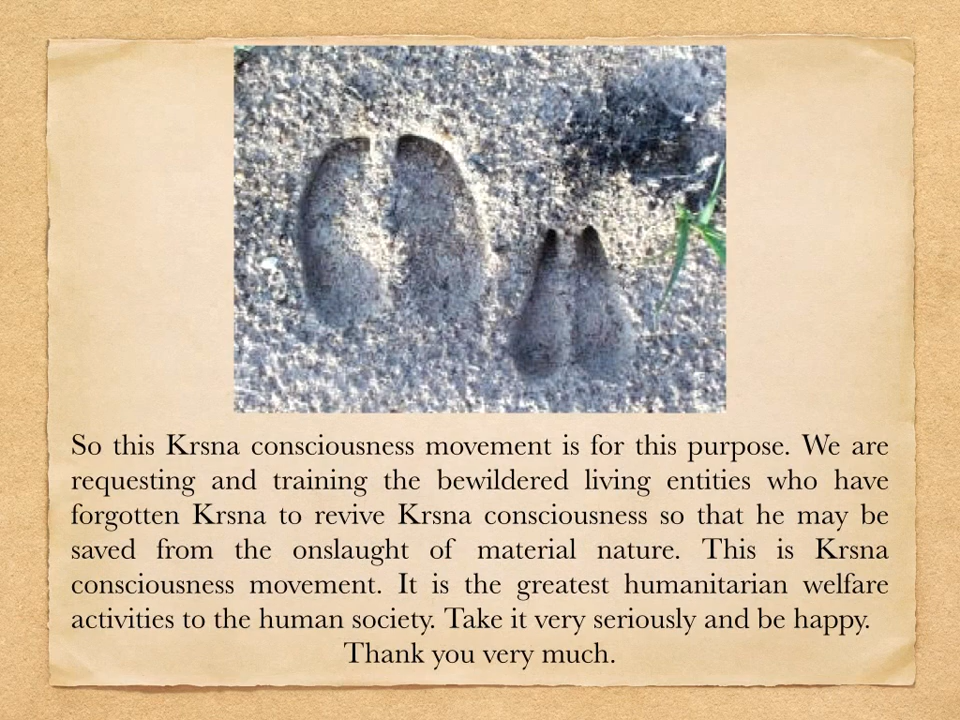 So this Krsna consciousness movement is for this purpose. We are
requesting and training the bewildered living entities who have
forgotten Krsna to revive Krsna consciousness so that he may be
saved from the onslaught of material nature. This is Krsna
consciousness movement. It is the greatest humanitarian welfare
activities to the human society. Take it very seriously and be happy.
Thank you very much.